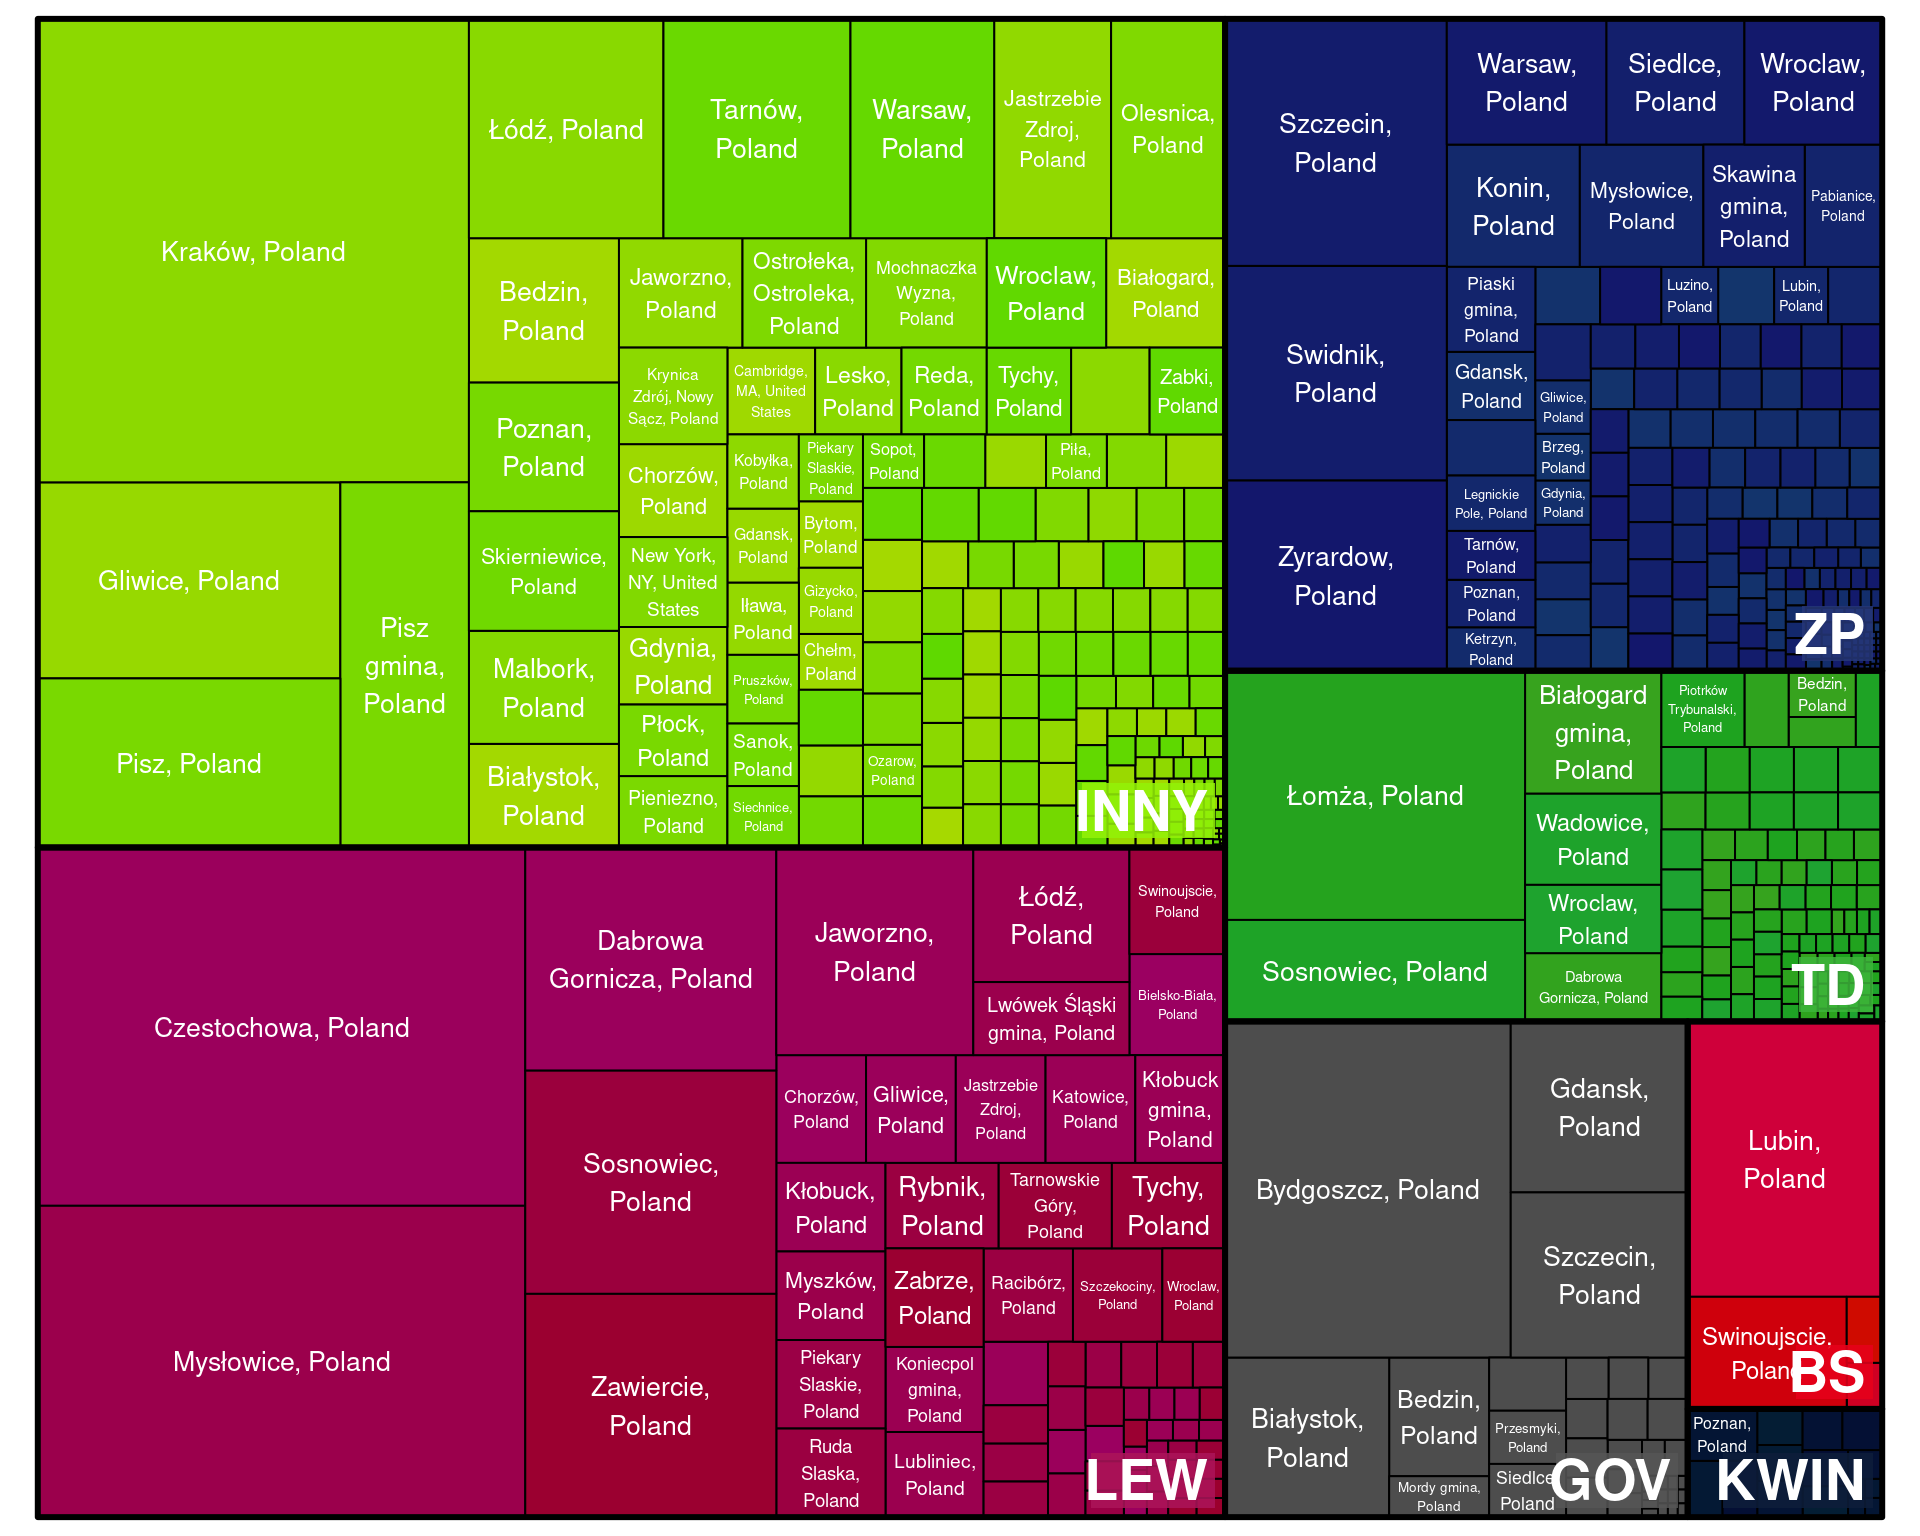 Kraków, Poland
Łódź, Poland
Tarnów,
Poland
Warsaw,
Poland
Jastrzebie
Zdroj,
Poland
Olesnica,
Poland
Bedzin,
Poland
Jaworzno,
Poland
Ostrołeka,
Ostroleka,
Poland
Mochnaczka
Wyzna,
Poland
Wroclaw,
Poland
Białogard,
Poland
Krynica
Zdrój, Nowy
Sącz, Poland
Cambridge,
MA, United
States
Lesko,
Poland
Reda,
Poland
Tychy,
Poland
Zabki,
Poland
Poznan,
Poland
Chorzów,
Poland
Kobyłka,
Poland
Piekary
Slaskie,
Poland
Sopot,
Poland
Piła,
Poland
Gliwice, Poland
Pisz
gmina,
Poland
Pisz, Poland
Skierniewice,
Poland
New York,
NY, United
States
Gdansk,
Poland
Bytom,
Poland
Iława,
Poland
Gizycko,
Poland
Malbork,
Poland
Gdynia,
Poland
Pruszków,
Poland
Chełm,
Poland
Płock,
Poland
Sanok,
Poland
Ozarow,
Poland
Białystok,
Poland
Pieniezno,
Poland
Siechnice,
Poland
INNY
Szczecin,
Poland
Warsaw,
Poland
Siedlce,
Poland
Wroclaw,
Poland
Konin,
Poland
Mysłowice,
Poland
Skawina
gmina,
Poland
Pabianice,
Poland
Swidnik,
Poland
Piaski
gmina,
Poland
Luzino,
Poland
Lubin,
Poland
Gdansk,
Poland
Gliwice,
Poland
Brzeg,
Poland
Zyrardow,
Poland
Legnickie
Pole, Poland
Gdynia,
Poland
Tarnów,
Poland
Poznan,
Poland
Ketrzyn,
Poland
ZP
Łomża, Poland
Białogard
gmina,
Poland
Piotrków
Trybunalski,
Poland
Bedzin,
Poland
Wadowice,
Poland
Wroclaw,
Poland
Sosnowiec, Poland
Dabrowa
Gornicza, Poland
TD
Czestochowa, Poland
Dabrowa
Gornicza, Poland
Jaworzno,
Poland
Łódź,
Poland
Swinoujscie,
Poland
Lwówek Śląski
gmina, Poland
Bielsko-Biała,
Poland
Sosnowiec,
Poland
Chorzów,
Poland
Gliwice,
Poland
Jastrzebie
Zdroj,
Poland
Katowice,
Poland
Kłobuck
gmina,
Poland
Mysłowice, Poland
Kłobuck,
Poland
Rybnik,
Poland
Tarnowskie
Góry,
Poland
Tychy,
Poland
Zawiercie,
Poland
Myszków,
Poland
Zabrze,
Poland
Racibórz,
Poland
Szczekociny,
Poland
Wroclaw,
Poland
Piekary
Slaskie,
Poland
Koniecpol
gmina,
Poland
Ruda
Slaska,
Poland
Lubliniec,
Poland
LEW
Bydgoszcz, Poland
Gdansk,
Poland
Szczecin,
Poland
Białystok,
Poland
Bedzin,
Poland
Przesmyki,
Poland
Mordy gmina,
Poland
Siedlce
Poland
GOV
Lubin,
Poland
Swinoujscie.
Poland
BS
Poznan,
Poland
KWIN